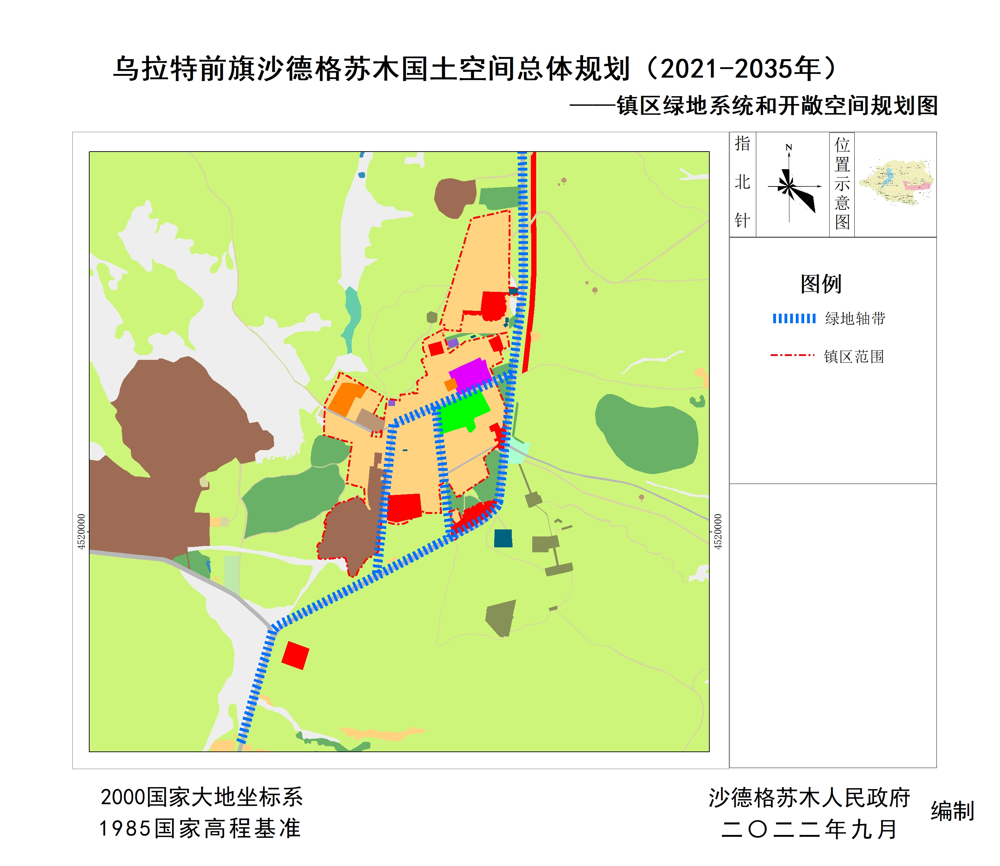 乌拉特前旗沙德格苏木国土空间总体规划（2021-2035年）
——镇区绿地系统和开敞空间规划图
指北针
N
位置示意图
图例
绿地轴带
镇区范围
4520000
4520000
2000国家大地坐标系
1985国家高程基准
沙德格苏木人民政府
二〇二二年九月
编制